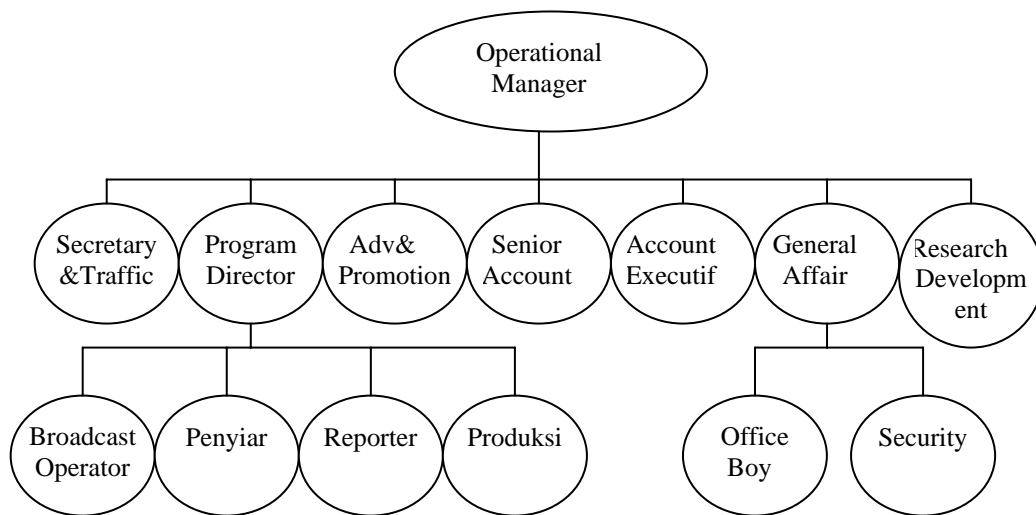 Operational
Manager
Secretary
&Traffic
Program
Director
Adv&
Promotion
Senior
Account
Account
Executif
General
Affair
Research
Developm
ent
Broadcast
Operator
Penyiar
Reporter
Produksi
Office
Boy
Security